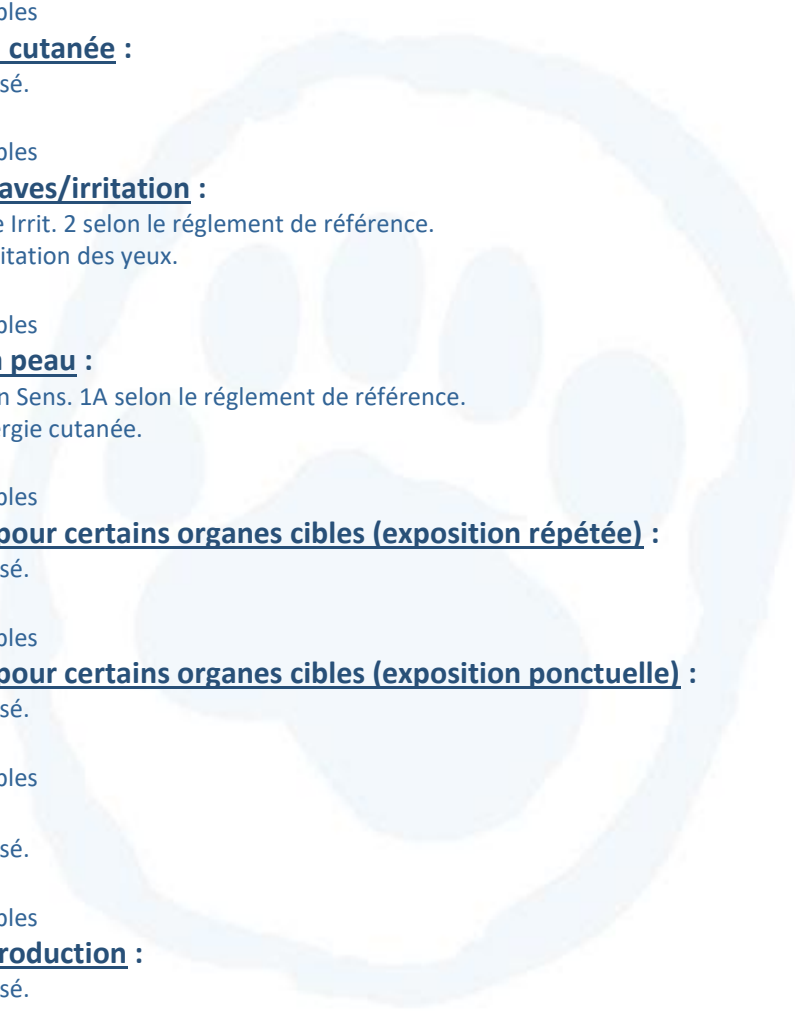 bles
cutanée :
sé.
bles
aves/irritation :
e Irrit. 2 selon le réglement de référence.
itation des yeux.
bles
peau :
n Sens. 1A selon le réglement de référence.
ergie cutanée.
bles
pour certains organes cibles (exposition répétée) :
sé.
bles
pour certains organes cibles (exposition ponctuelle) :
sé.
bles
sé.
bles
production :
sé.